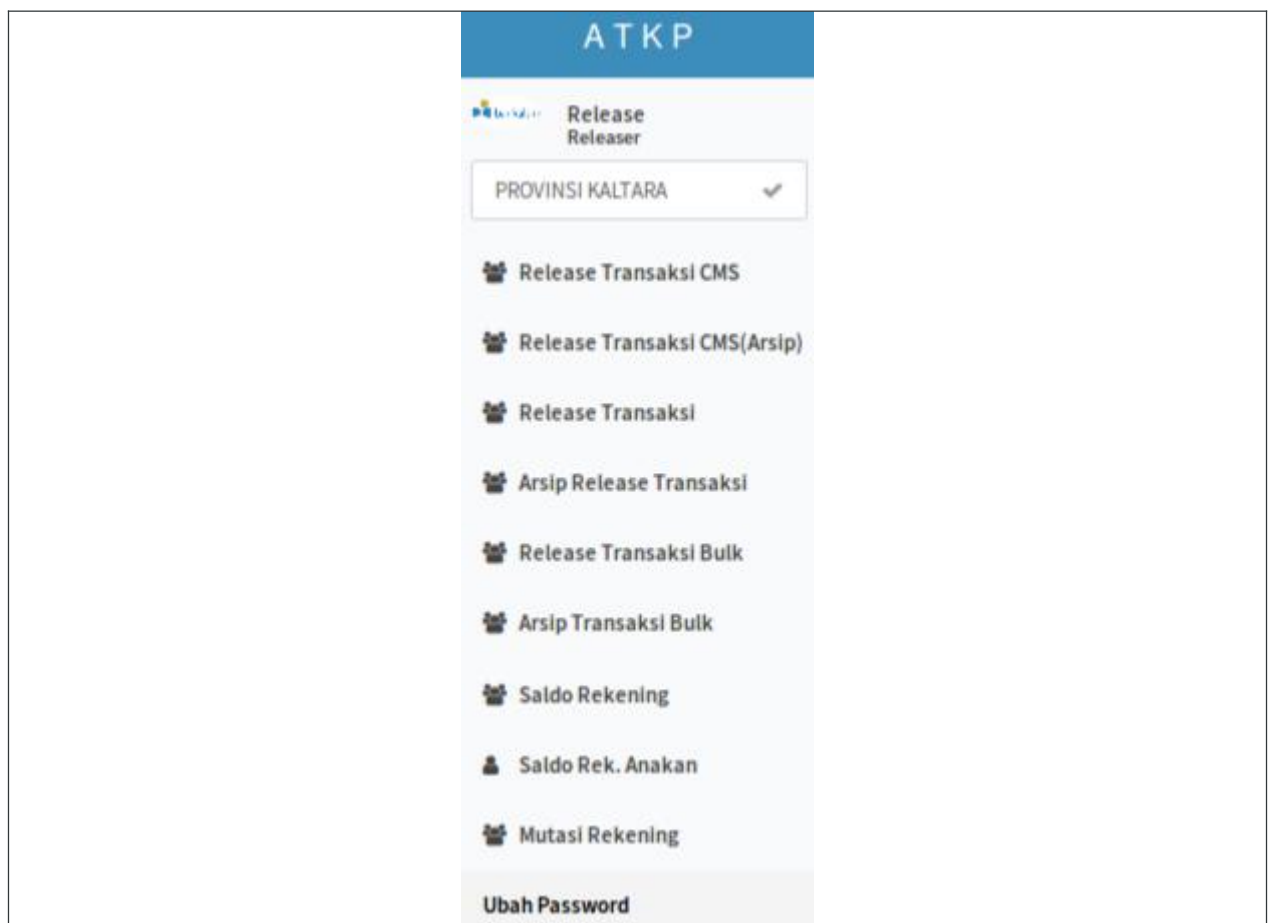 ATKP
Release
Releaser
PROVINSI KALTARA
Release Transaksi CMS
Release Transaksi CMS(Arsip)
Release Transaksi
Arsip Release Transaksi
Release Transaksi Bulk
Arsip Transaksi Bulk
Saldo Rekening
Saldo Rek. Anakan
Mutasi Rekening
Ubah Password